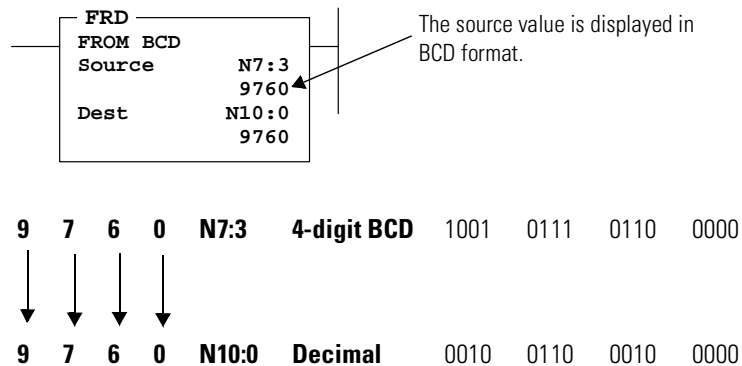 FRD
FROM BCD
Source N7:3
9760
Dest N10:0
9760
The source value is displayed in
BCD format.
9 7 6 0 N7:3 4-digit BCD 1001 0111 0110 0000
9 7 6 0 N10:0 Decimal 0010 0110 0010 0000